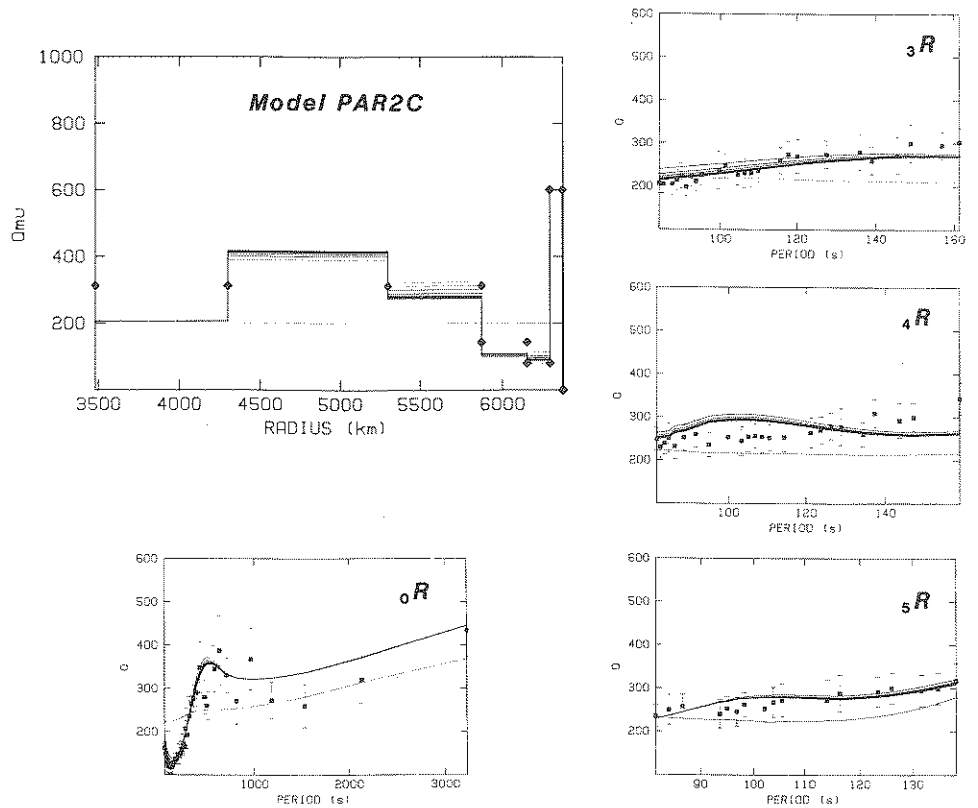 Model PAR2C
1000
800
600
400
200
Qmu
3500 4000 4500 5000 5500 6000
RADIUS (km)
3R
600
500
400
300
200
Q
100 120 140 160
PERIOD (s)
4R
600
500
400
300
200
Q
100 120 140
PERIOD (s)
0R
600
500
400
300
200
Q
1000 2000 3000
PERIOD (s)
5R
600
500
400
300
200
Q
90 100 110 120 130
PERIOD (s)